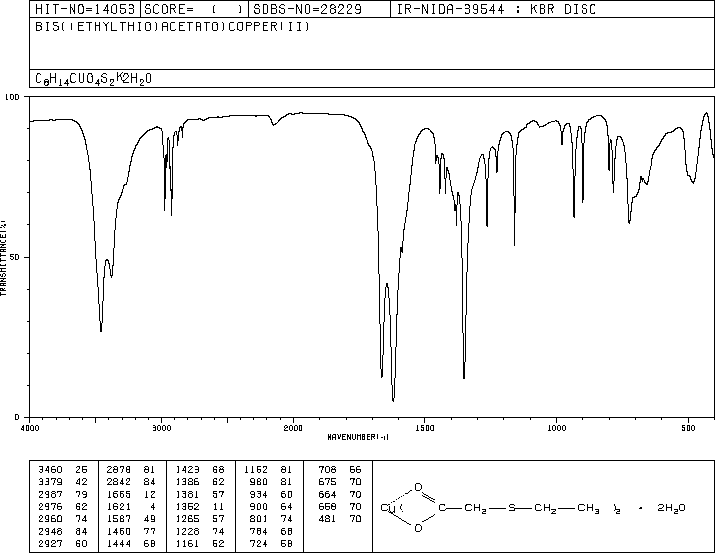 HIT-NO=14053 SCORE= ( ) SDBS-NO=28229 IR-NIDA-39544 : KBR DISC
BIS((ETHYLTHIO)ACETATO)COPPER(II)
C8H14CUO4S2K2H2O
100
50
0
TRANSMITTANCE(%)
4000 3000 2000 1500 1000 500
WAVENUMBER(-1)
3460 25 2878 81 1423 68 1152 81 708 56
3379 42 2842 84 1386 62 980 81 675 70
2987 79 1665 12 1381 57 934 60 664 70
2976 62 1621 4 1352 11 900 64 658 70
2960 74 1587 49 1265 57 801 74 481 70
2948 84 1460 77 1228 74 784 68
2927 60 1444 68 1161 52 724 58
O
Cu ( C—CH2—S—CH2—CH3 )2 • 2H2O
O